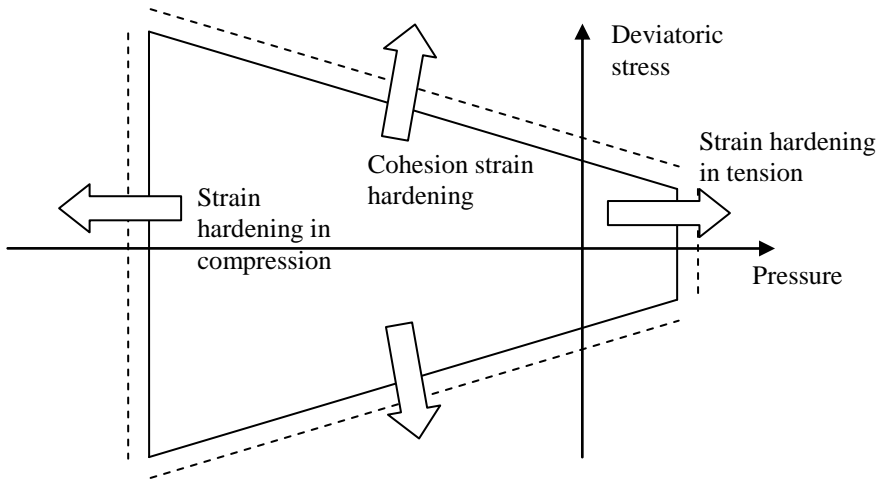 Deviatoric
stress
Strain hardening
in tension
Cohesion strain
hardening
Strain
hardening in
compression
Pressure